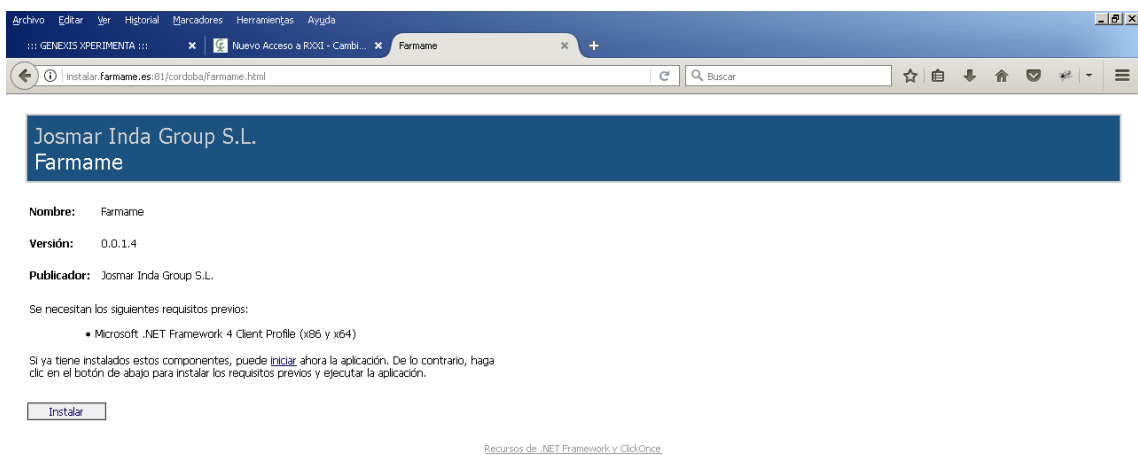 Archivo Editar Ver Historial Marcadores Herramientas Ayuda
::: GENEXIS XPERIMENTA ::: Nuevo Acceso a RXXI - Cambi... Farmame
instalar.farmame.es:81/cordoba/farmame.html Buscar
Josmar Inda Group S.L.
Farmame
Nombre: Farmame
Versión: 0.0.1.4
Publicador: Josmar Inda Group S.L.
Se necesitan los siguientes requisitos previos:
• Microsoft .NET Framework 4 Client Profile (x86 y x64)
Si ya tiene instalados estos componentes, puede iniciar ahora la aplicación. De lo contrario, haga
clic en el botón de abajo para instalar los requisitos previos y ejecutar la aplicación.
Instalar
Recursos de .NET Framework y ClickOnce